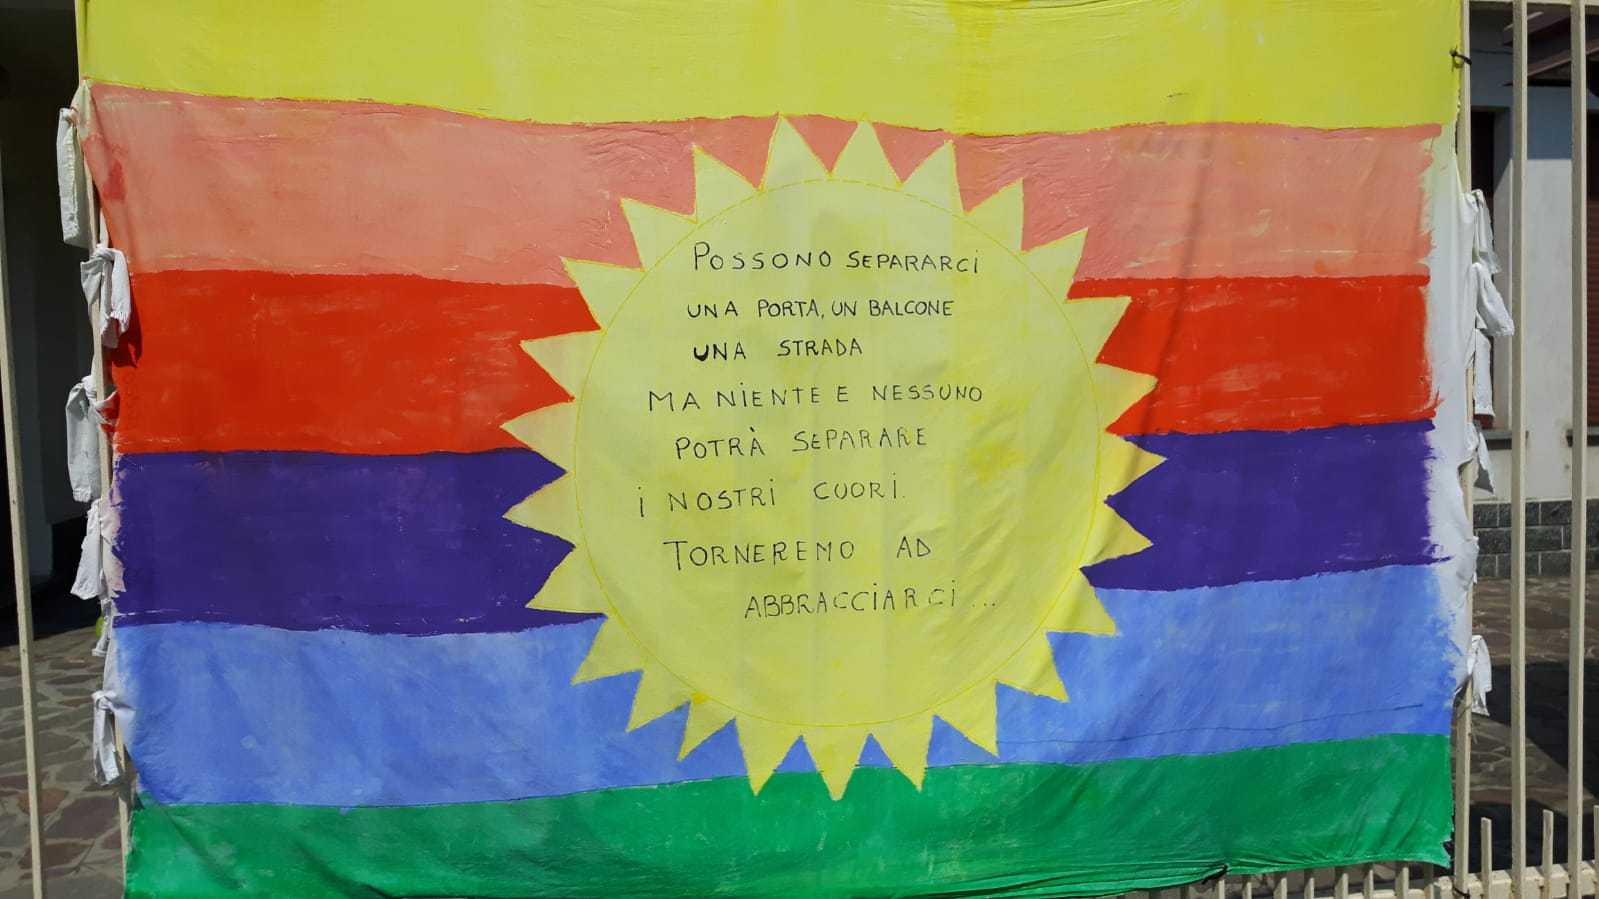 POSSONO SEPARARCI
UNA PORTA, UN BALCONE
UNA STRADA
MA NIENTE E NESSUNO
POTRÀ SEPARARE
I NOSTRI CUORI.
TORNEREMO AD
ABBRACCIARCI...